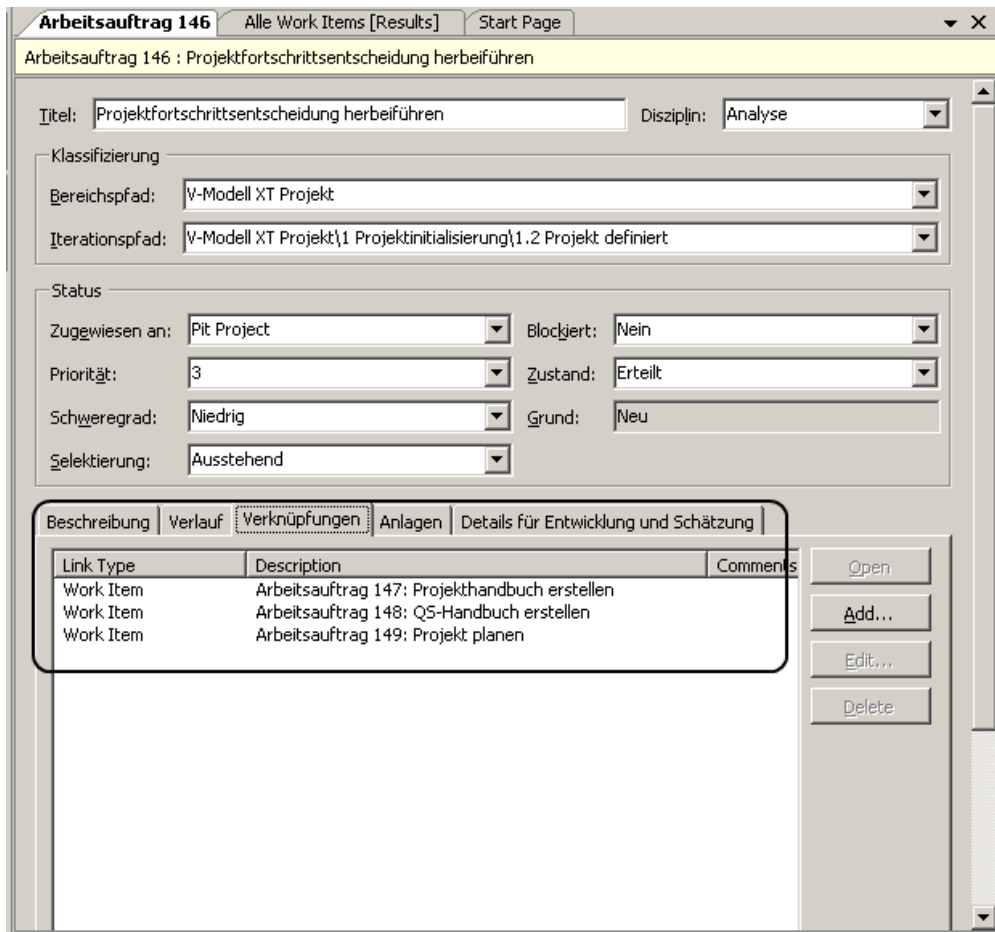 Arbeitsauftrag 146 Alle Work Items [Results] Start Page
Arbeitsauftrag 146 : Projektfortschrittsentscheidung herbeiführen
Titel: Projektfortschrittsentscheidung herbeiführen Disziplin: Analyse
Klassifizierung
Bereichspfad: V-Modell XT Projekt
Iterationspfad: V-Modell XT Projekt\1 Projektinitialisierung\1.2 Projekt definiert
Status
Zugewiesen an: Pit Project Blockiert: Nein
Priorität: 3 Zustand: Erteilt
Schweregrad: Niedrig Grund: Neu
Selektierung: Ausstehend
Beschreibung Verlauf Verknüpfungen Anlagen Details für Entwicklung und Schätzung
Link Type Description Comments Open
Work Item Arbeitsauftrag 147: Projekthandbuch erstellen
Work Item Arbeitsauftrag 148: QS-Handbuch erstellen Add...
Work Item Arbeitsauftrag 149: Projekt planen
Edit...
Delete